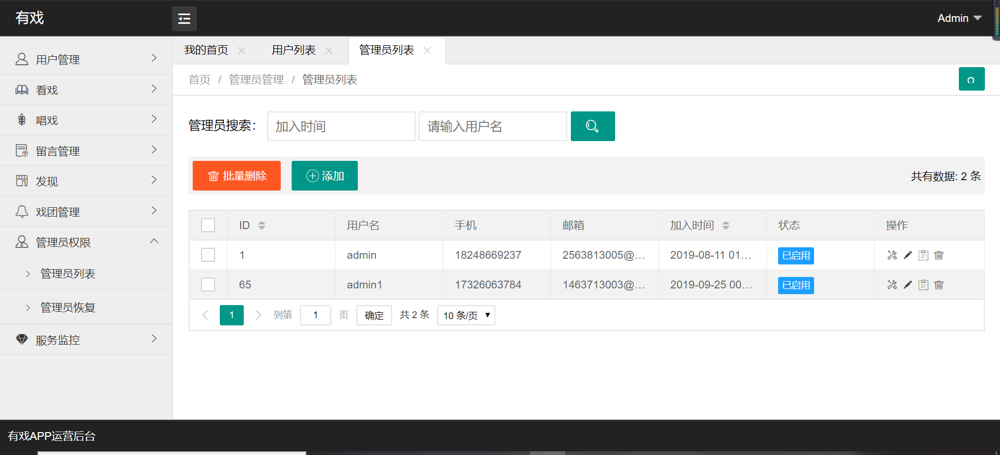 有戏
Admin
用户管理
看戏
唱戏
留言管理
发现
戏团管理
管理员权限
管理员列表
管理员恢复
服务监控
我的首页 用户列表 管理员列表
首页 / 管理员管理 / 管理员列表
管理员搜索： 加入时间 请输入用户名
批量删除 添加 共有数据: 2 条
ID 用户名 手机 邮箱 加入时间 状态 操作
1 admin 18248669237 2563813005@... 2019-08-11 01... 已启用
65 admin1 17326063784 1463713003@... 2019-09-25 00... 已启用
1 到第 1 页 确定 共 2 条 10 条/页
有戏APP运营后台